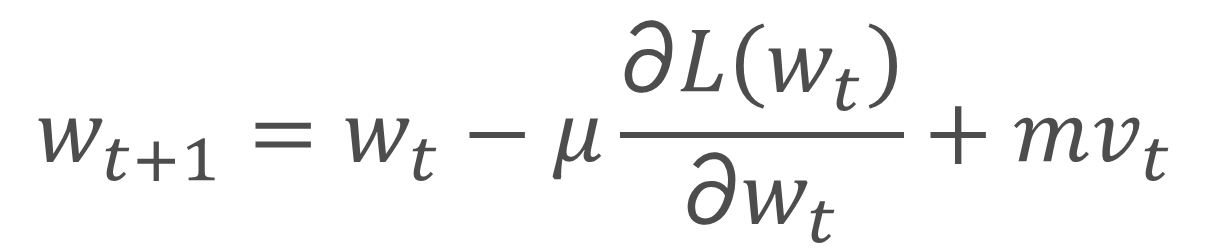 w_{t+1} = w_t − μ ∂L(w_t)/∂w_t + mv_t